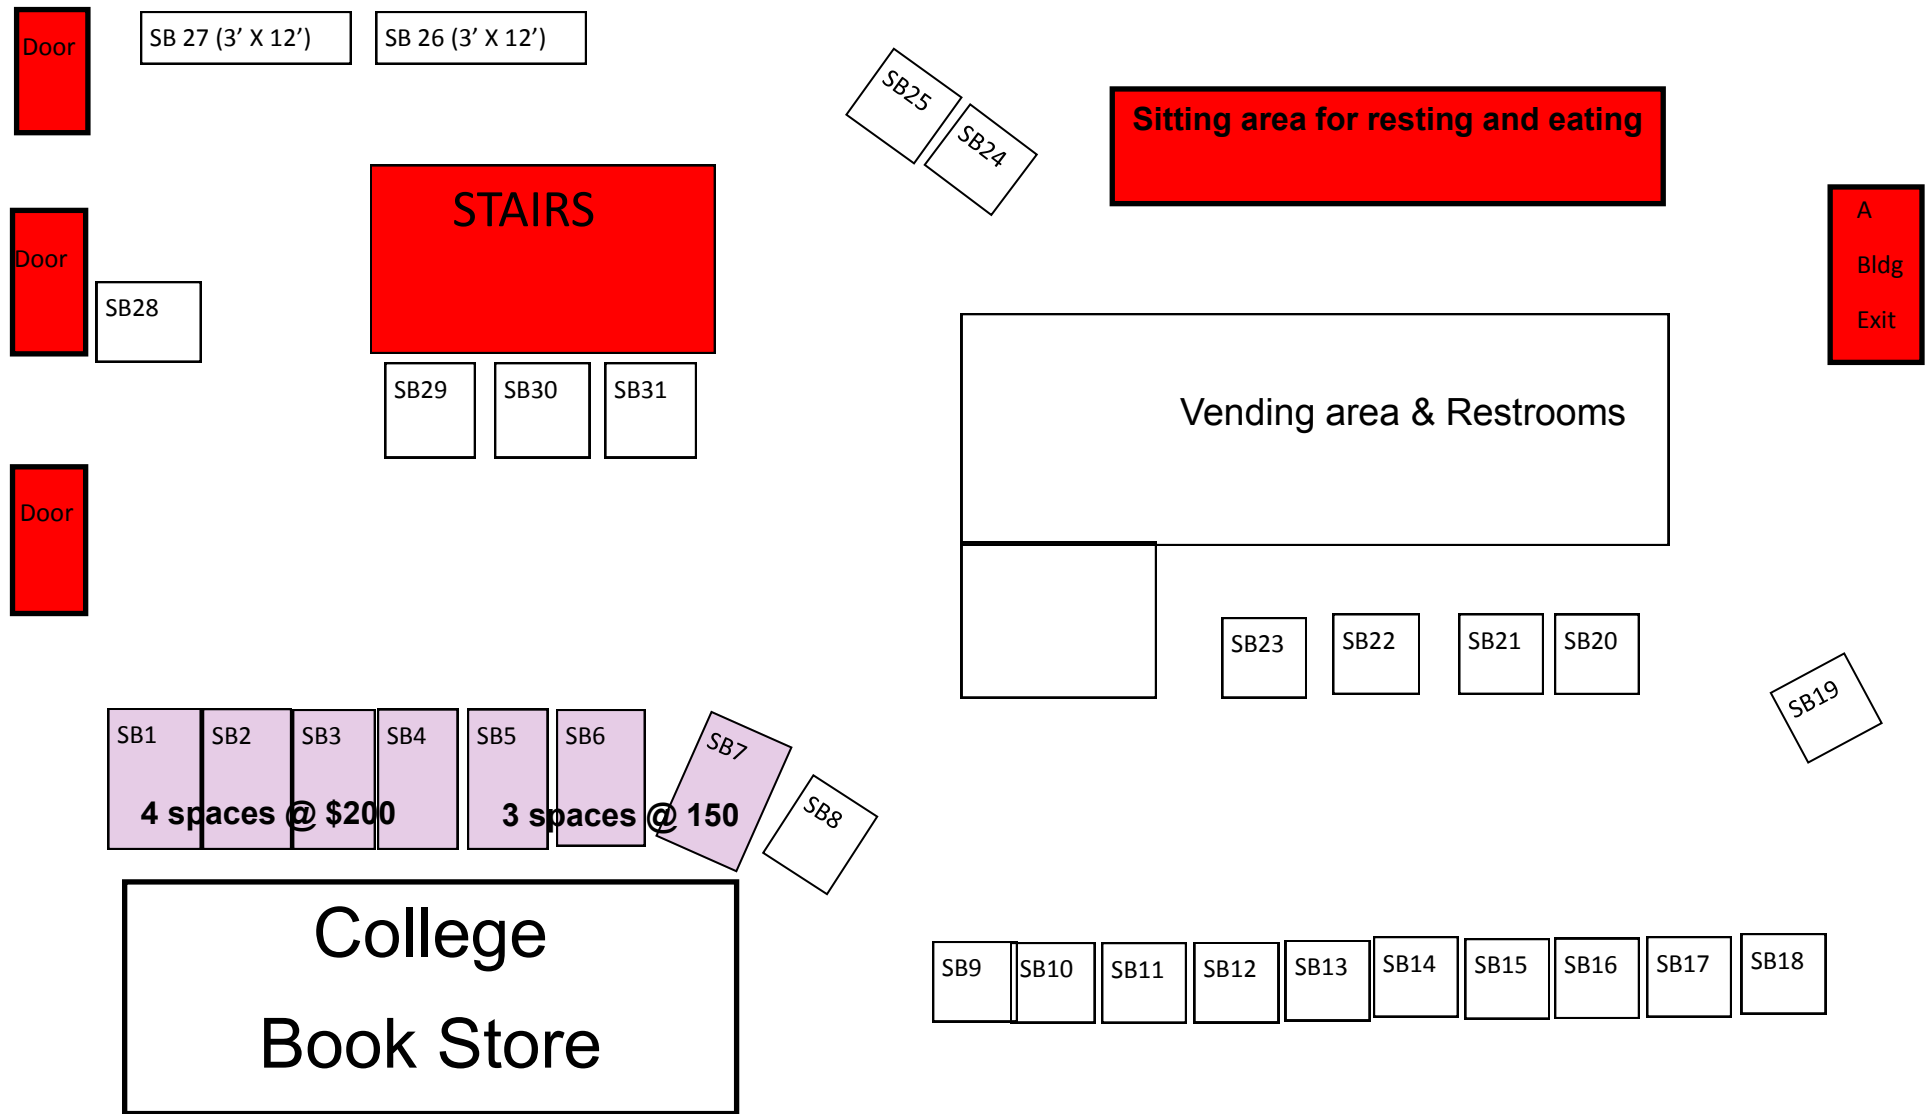 Door
SB 27 (3’ X 12’)
SB 26 (3’ X 12’)
SB25
SB24
Sitting area for resting and eating
STAIRS
A
Bldg
Exit
Door
SB28
SB29
SB30
SB31
Vending area & Restrooms
Door
SB23
SB22
SB21
SB20
SB19
SB1
SB2
SB3
SB4
SB5
SB6
SB7
SB8
4 spaces @ $200
3 spaces @ 150
College
Book Store
SB9
SB10
SB11
SB12
SB13
SB14
SB15
SB16
SB17
SB18